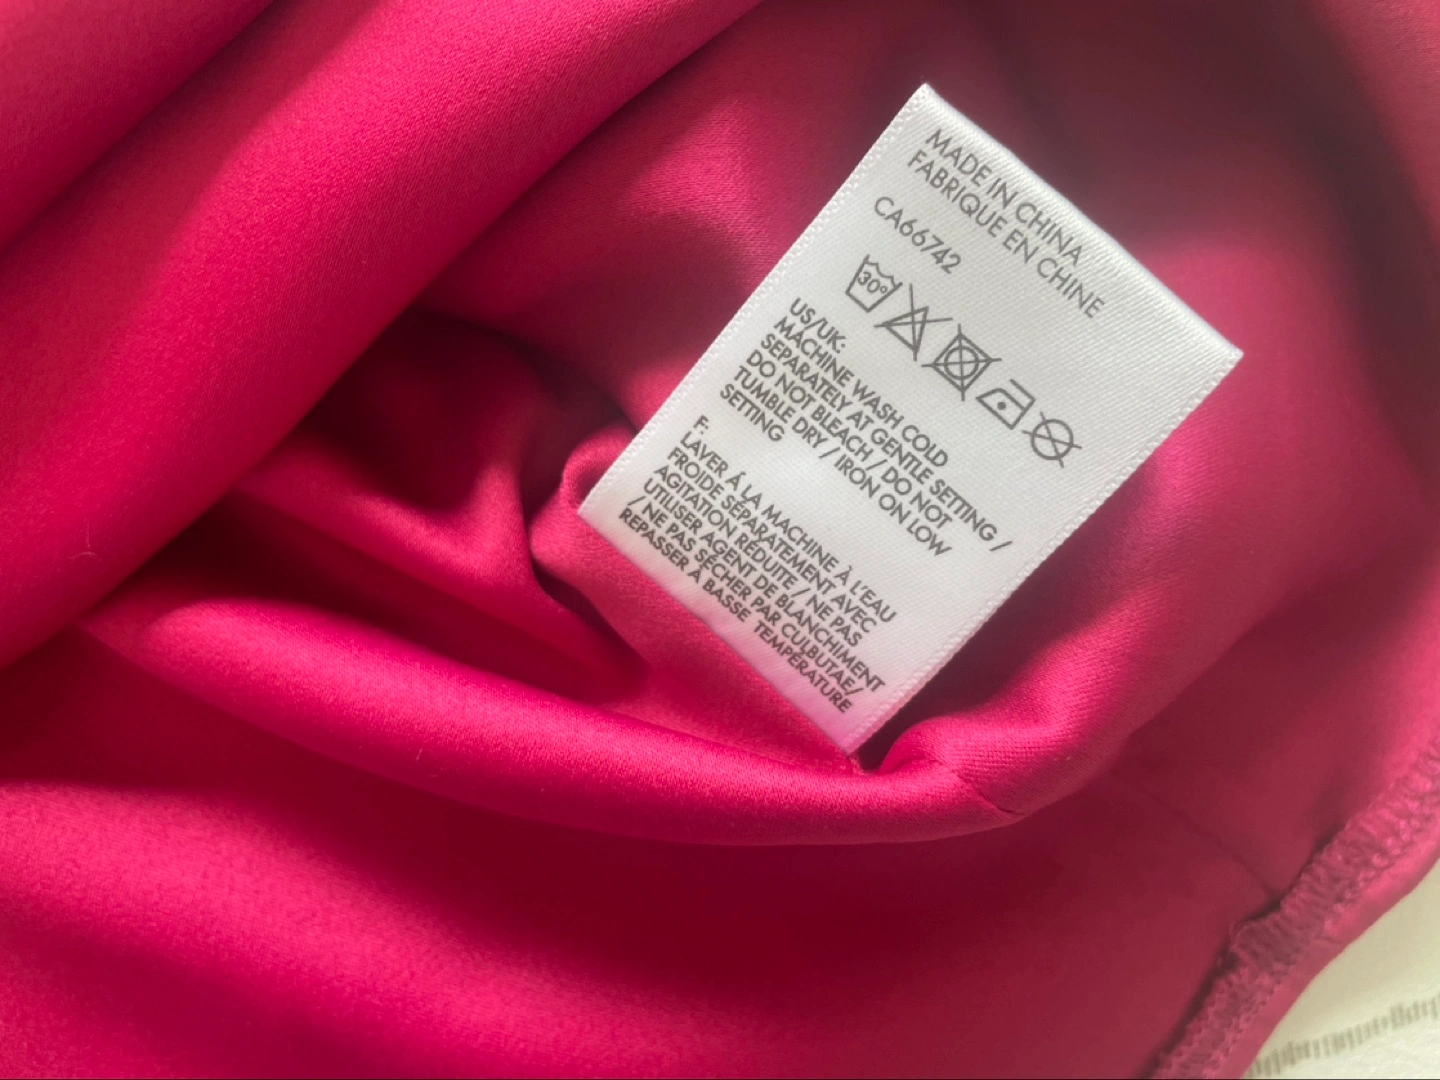 MADE IN CHINA
FABRIQUE EN CHINE
CA66742
30°
US/UK:
MACHINE WASH COLD
SEPARATELY AT GENTLE SETTING /
DO NOT BLEACH / DO NOT
TUMBLE DRY / IRON ON LOW
SETTING
F:
LAVER Á LA MACHINE À L'EAU
FROIDE SÉPARATEMENT AVEC
AGITATION RÉDUITE / NE PAS
UTILISER AGENT DE BLANCHIMENT
/ NE PAS SÉCHER PAR CULBUTAE/
REPASSER À BASSE TEMPÉRATURE